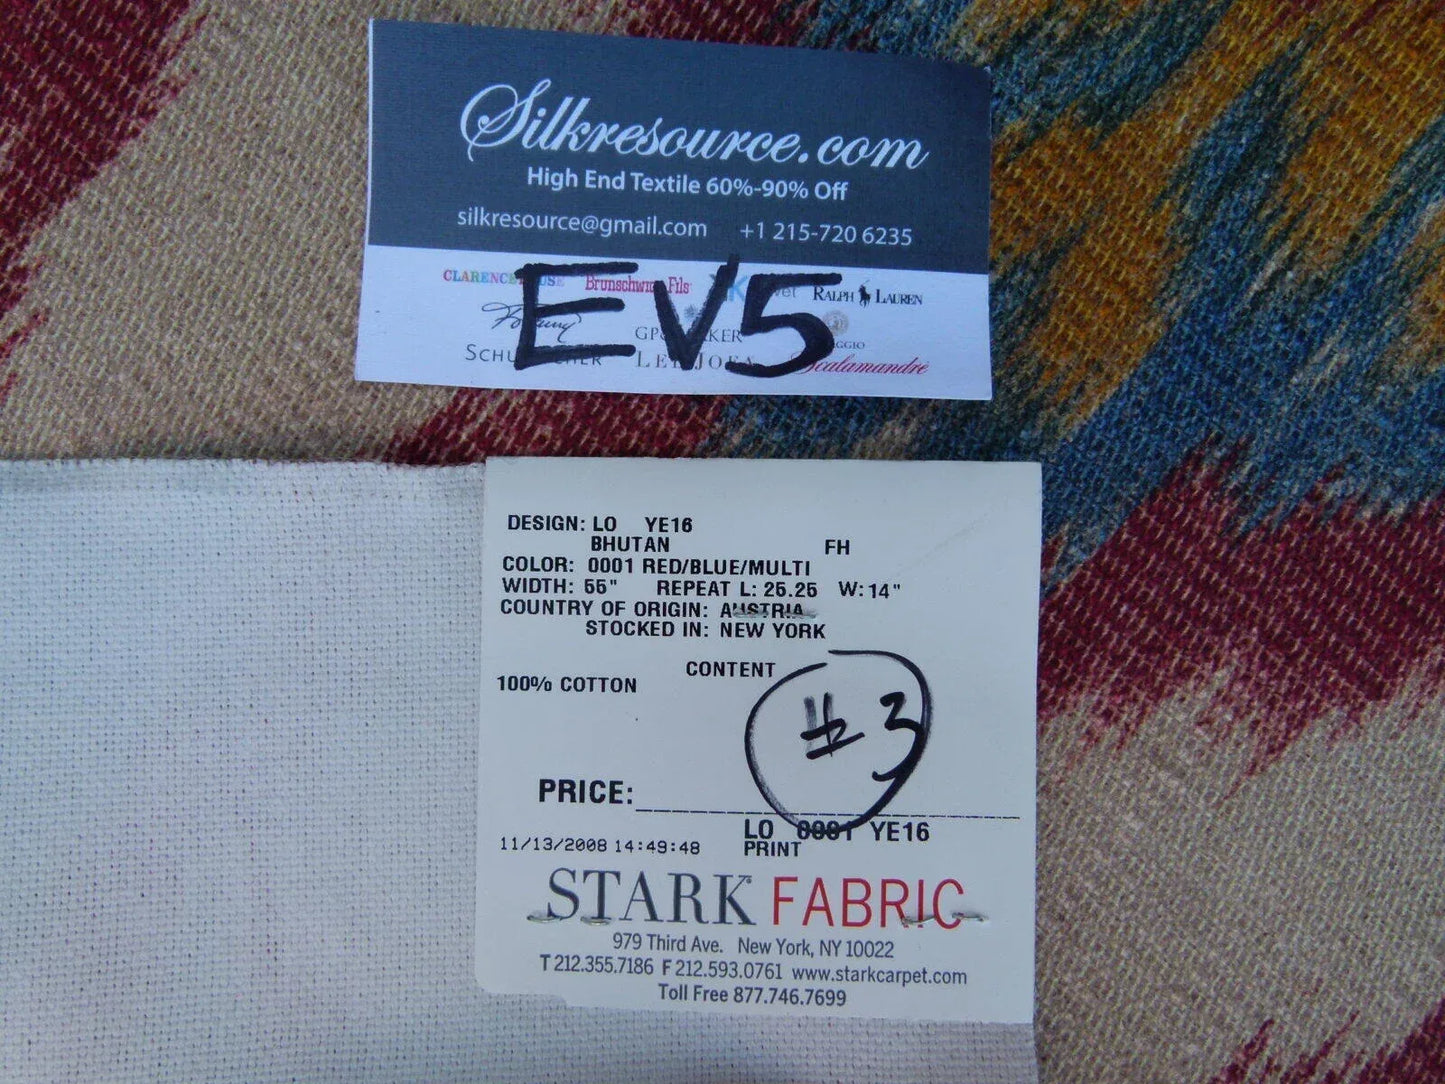 Silkresource.com
High End Textile 60%-90% Off
silkresource@gmail.com +1 215-720 6235
Brunschwig Fils RALPH LAUREN
EV5
Scalamandré
DESIGN: LO YE16
BHUTAN FH
COLOR: 0001 RED/BLUE/MULTI
WIDTH: 55" REPEAT L: 25.25 W: 14"
COUNTRY OF ORIGIN: AUSTRIA
STOCKED IN: NEW YORK
CONTENT
100% COTTON
#3
PRICE:
LO 0001 YE16
11/13/2008 14:49:48 PRINT
STARK FABRIC
979 Third Ave. New York, NY 10022
T 212.355.7186 F 212.593.0761 www.starkcarpet.com
Toll Free 877.746.7699